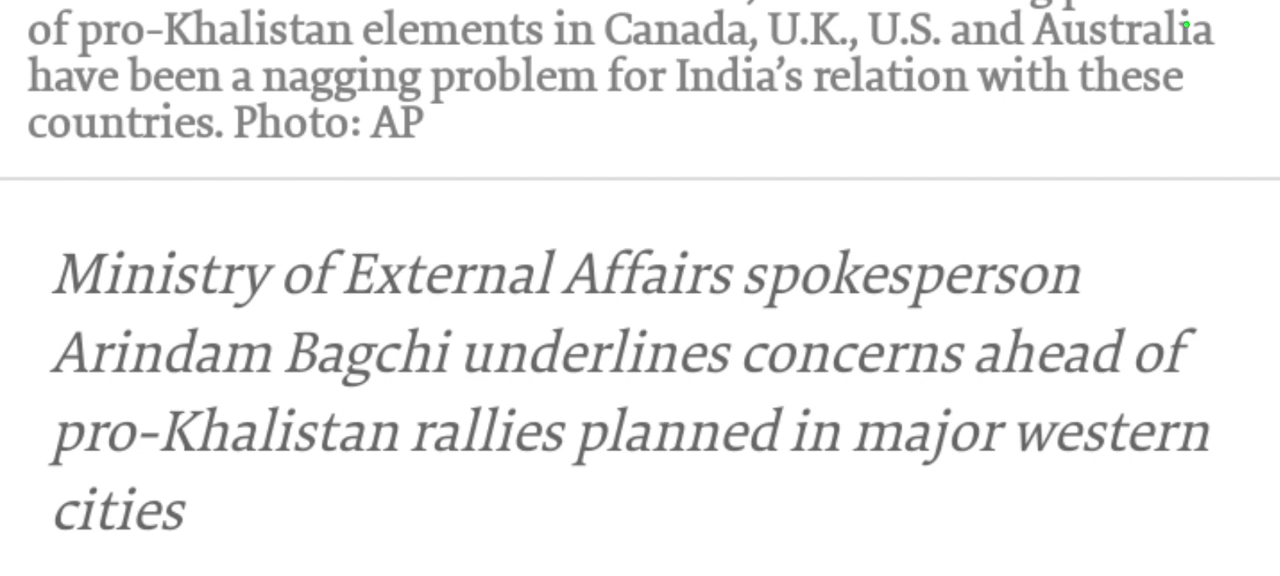 of pro-Khalistan elements in Canada, U.K., U.S. and Australia
have been a nagging problem for India’s relation with these
countries. Photo: AP
Ministry of External Affairs spokesperson
Arindam Bagchi underlines concerns ahead of
pro-Khalistan rallies planned in major western
cities